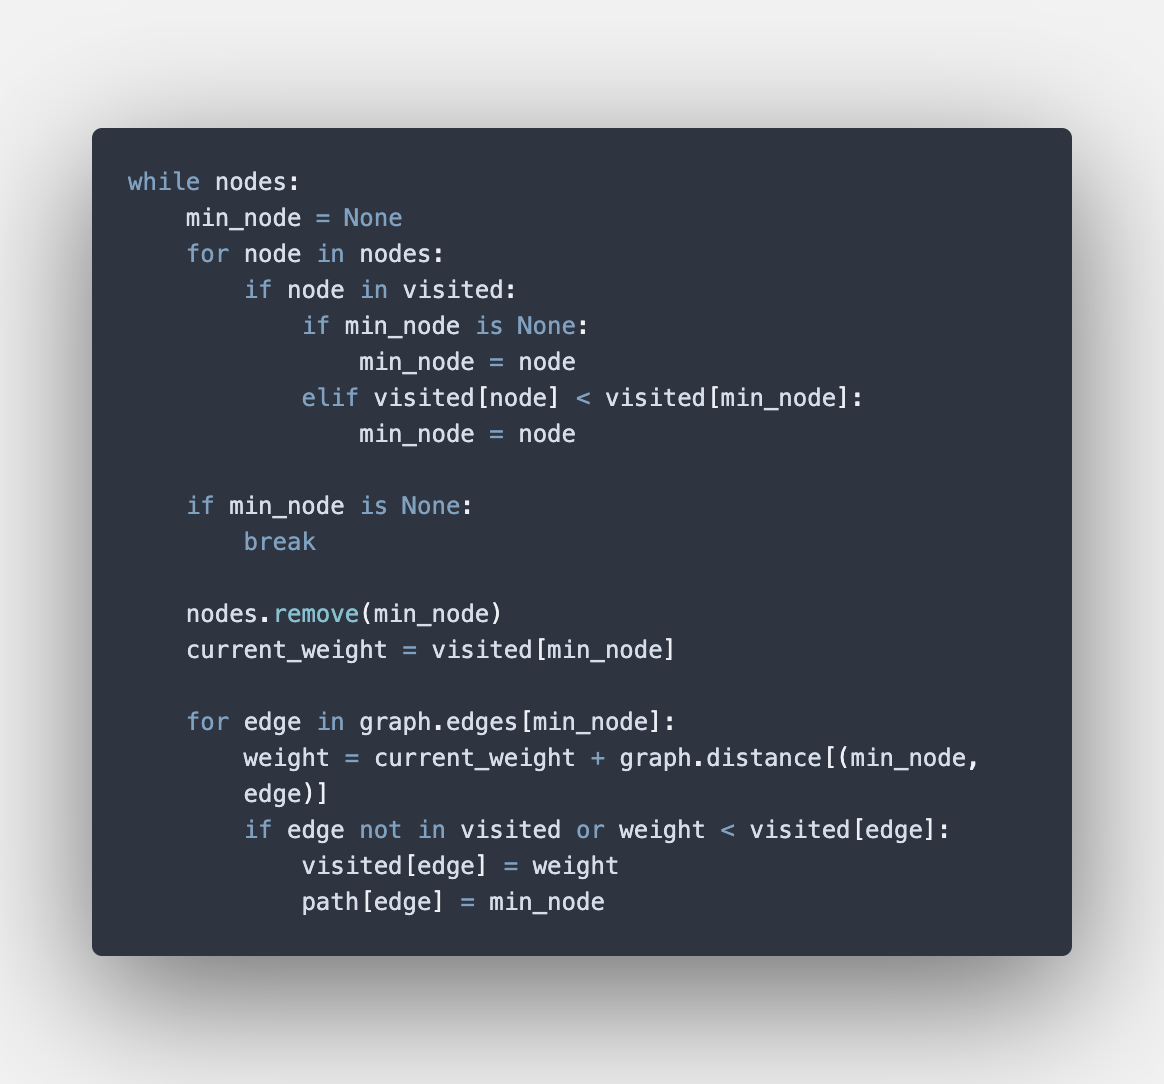 while nodes:
    min_node = None
    for node in nodes:
        if node in visited:
            if min_node is None:
                min_node = node
            elif visited[node] < visited[min_node]:
                min_node = node

    if min_node is None:
        break

    nodes.remove(min_node)
    current_weight = visited[min_node]

    for edge in graph.edges[min_node]:
        weight = current_weight + graph.distance[(min_node,
        edge)]
        if edge not in visited or weight < visited[edge]:
            visited[edge] = weight
            path[edge] = min_node